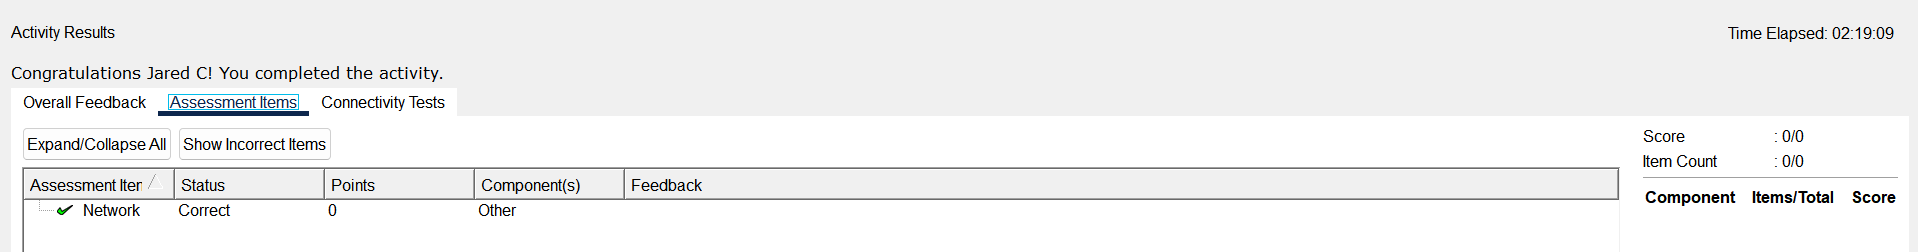 Activity Results
Time Elapsed: 02:19:09
Congratulations Jared C! You completed the activity.
Overall Feedback Assessment Items Connectivity Tests
Expand/Collapse All Show Incorrect Items
Score : 0/0
Item Count : 0/0
Assessment Iter Status Points Component(s) Feedback
Component Items/Total Score
Network Correct 0 Other